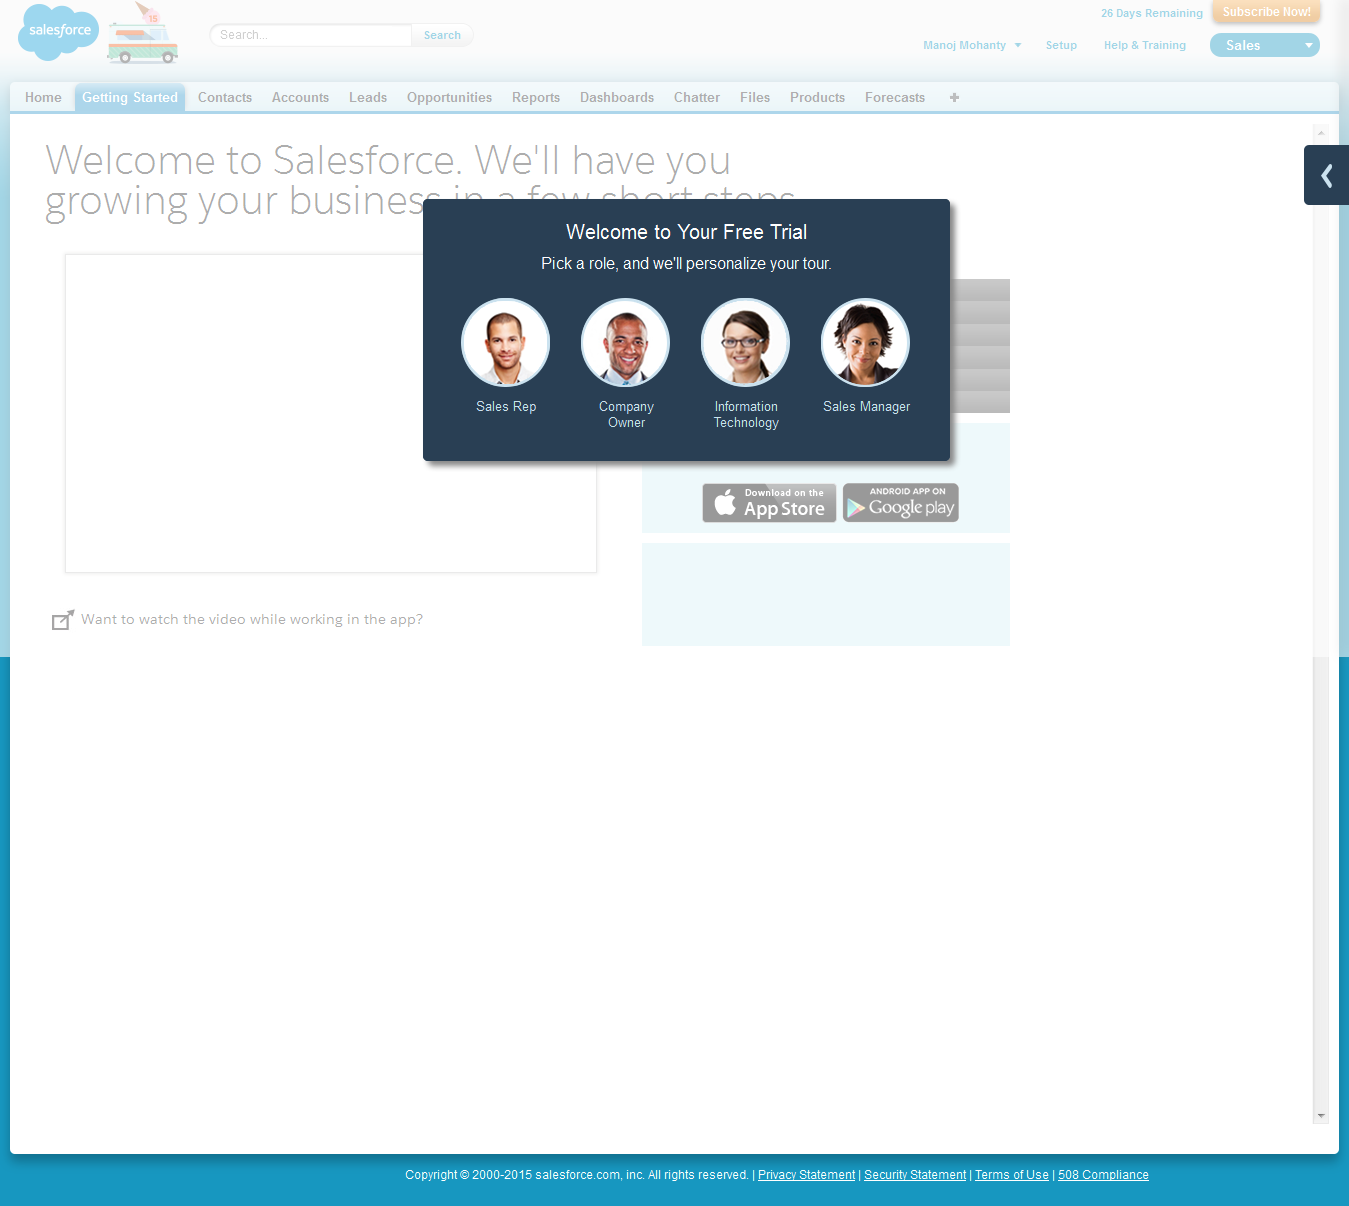 salesforce
15
Search...
Search
26 Days Remaining
Subscribe Now!
Manoj Mohanty
Setup
Help & Training
Sales
Home
Getting Started
Contacts
Accounts
Leads
Opportunities
Reports
Dashboards
Chatter
Files
Products
Forecasts
+
Welcome to Salesforce. We'll have you
growing your business in a few short steps
Welcome to Your Free Trial
Pick a role, and we'll personalize your tour.
Sales Rep
Company
Owner
Information
Technology
Sales Manager
Download on the
App Store
ANDROID APP ON
Google play
Want to watch the video while working in the app?
Copyright © 2000-2015 salesforce.com, inc. All rights reserved. | Privacy Statement | Security Statement | Terms of Use | 508 Compliance